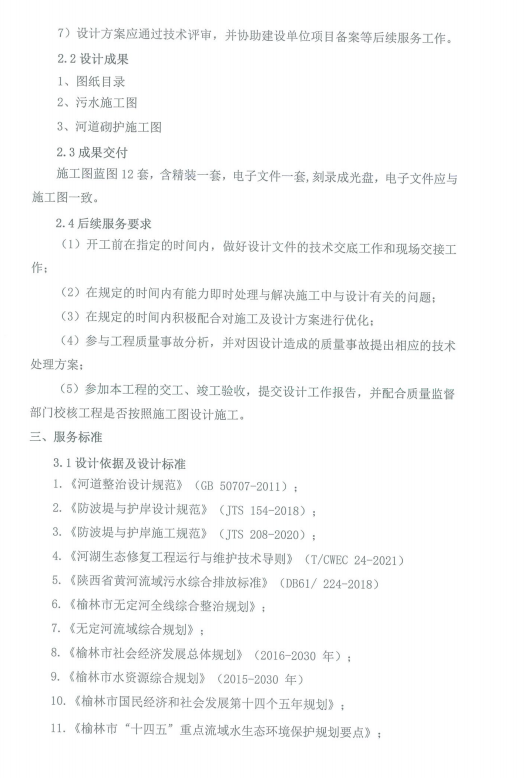 7）设计方案应通过技术评审，并协助建设单位项目备案等后续服务工作。
2.2 设计成果
1、图纸目录
2、污水施工图
3、河道砌护施工图
2.3 成果交付
施工图蓝图 12 套，含精装一套，电子文件一套,刻录成光盘，电子文件应与
施工图一致。
2.4 后续服务要求
（1）开工前在指定的时间内，做好设计文件的技术交底工作和现场交接工
作；
（2）在规定的时间内有能力即时处理与解决施工中与设计有关的问题；
（3）在规定的时间内积极配合对施工及设计方案进行优化；
（4）参与工程质量事故分析，并对因设计造成的质量事故提出相应的技术
处理方案；
（5）参加本工程的交工、竣工验收，提交设计工作报告，并配合质量监督
部门校核工程是否按照施工图设计施工。
三、服务标准
3.1 设计依据及设计标准
1.《河道整治设计规范》（GB 50707-2011）；
2.《防波堤与护岸设计规范》（JTS 154-2018）；
3.《防波堤与护岸施工规范》（JTS 208-2020）；
4.《河湖生态修复工程运行与维护技术导则》（T/CWEC 24-2021）
5.《陕西省黄河流域污水综合排放标准》（DB61/ 224-2018）
6.《榆林市无定河全线综合整治规划》；
7.《无定河流域综合规划》；
8.《榆林市社会经济发展总体规划》（2016-2030 年）；
9.《榆林市水资源综合规划》（2015-2030 年）
10.《榆林市国民经济和社会发展第十四个五年规划》；
11.《榆林市“十四五”重点流域水生态环境保护规划要点》；